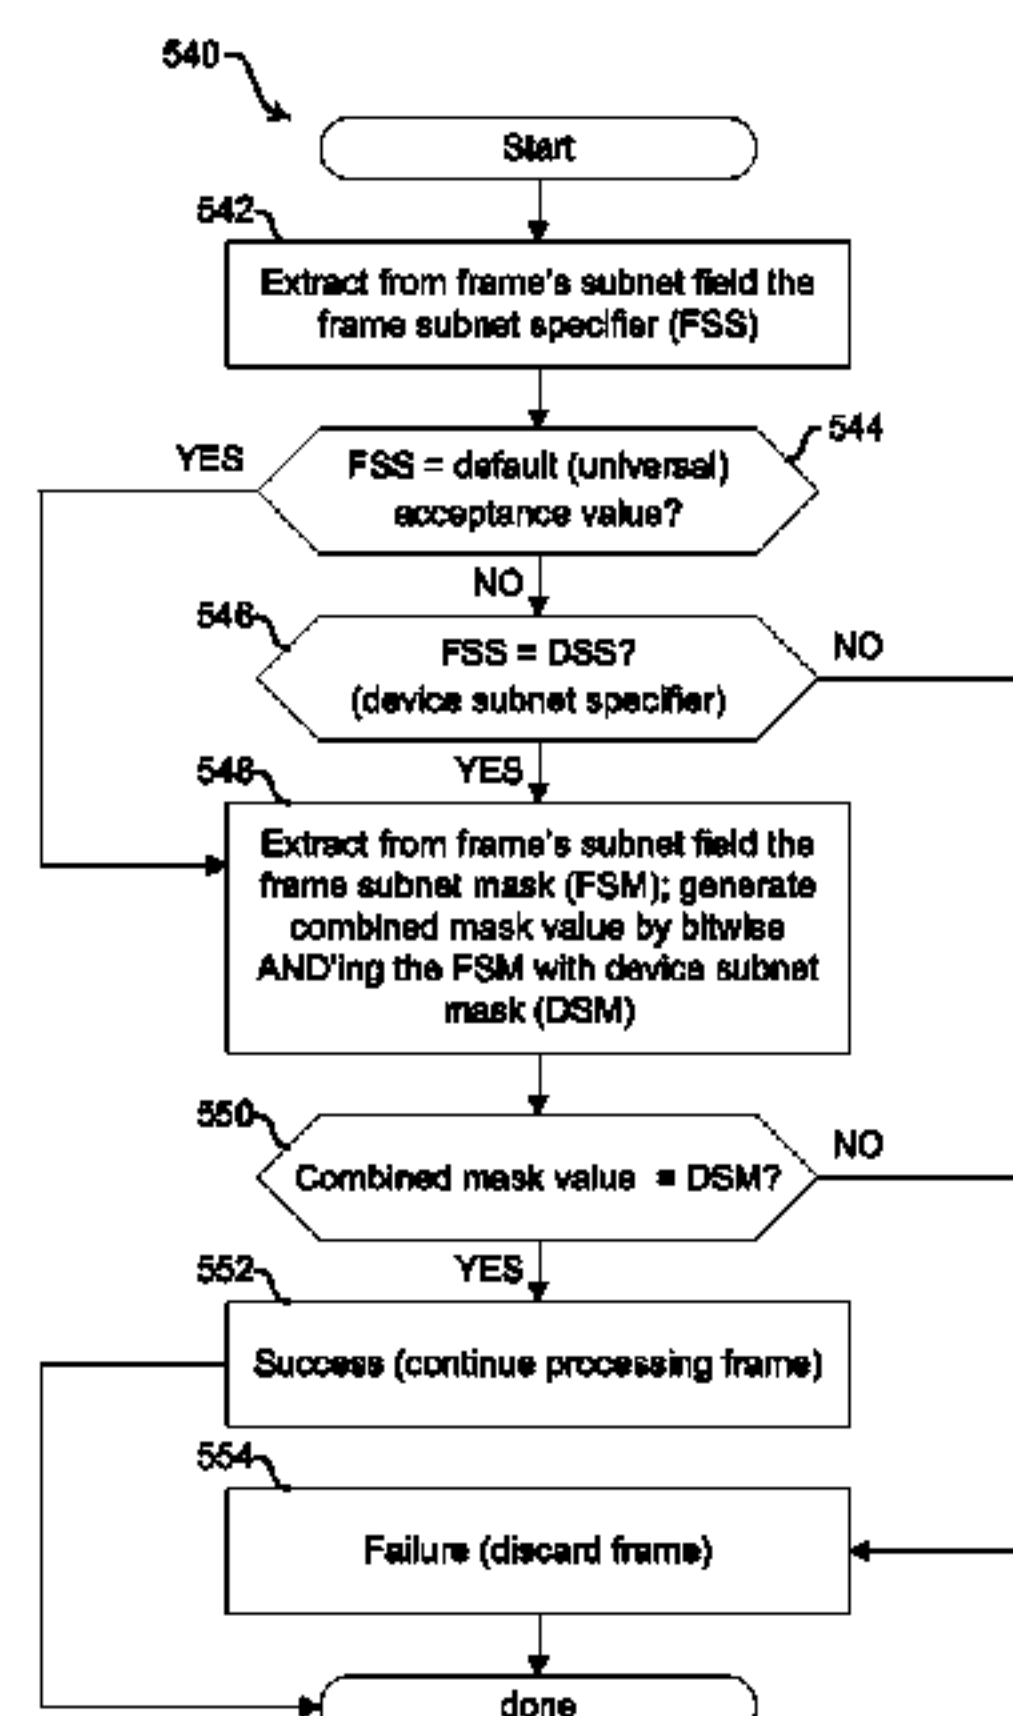 540
Start
542
Extract from frame's subnet field the
frame subnet specifier (FSS)
544
YES
FSS = default (universal)
acceptance value?
NO
546
FSS = DSS?
(device subnet specifier)
NO
YES
548
Extract from frame's subnet field the
frame subnet mask (FSM); generate
combined mask value by bitwise
AND'ing the FSM with device subnet
mask (DSM)
550
Combined mask value = DSM?
NO
YES
552
Success (continue processing frame)
554
Failure (discard frame)
done